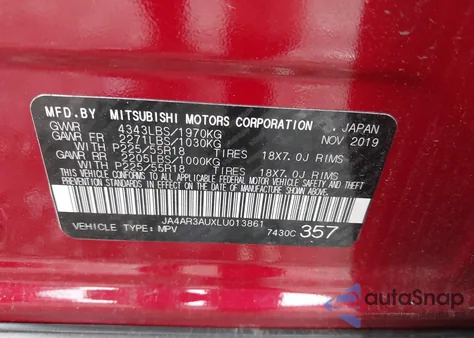 MFD.BY MITSUBISHI MOTORS CORPORATION, JAPAN
GVWR 4343LBS/1970KG NOV 2019
GAWR FR 2271LBS/1030KG
P225/55R18 TIRES 18X7.0J RIMS
GAWR RR 2205LBS/1000KG
P225/55R18 TIRES 18X7.0J RIMS
THIS VEHICLE CONFORMS TO ALL APPLICABLE
FEDERAL MOTOR VEHICLE SAFETY, BUMPER,
AND THEFT PREVENTION STANDARDS IN EFFECT
ON THE DATE OF MANUFACTURE SHOWN ABOVE.
JA4AR3AUXLU013861
VEHICLE TYPE: MPV 7430C 357
autoSnap